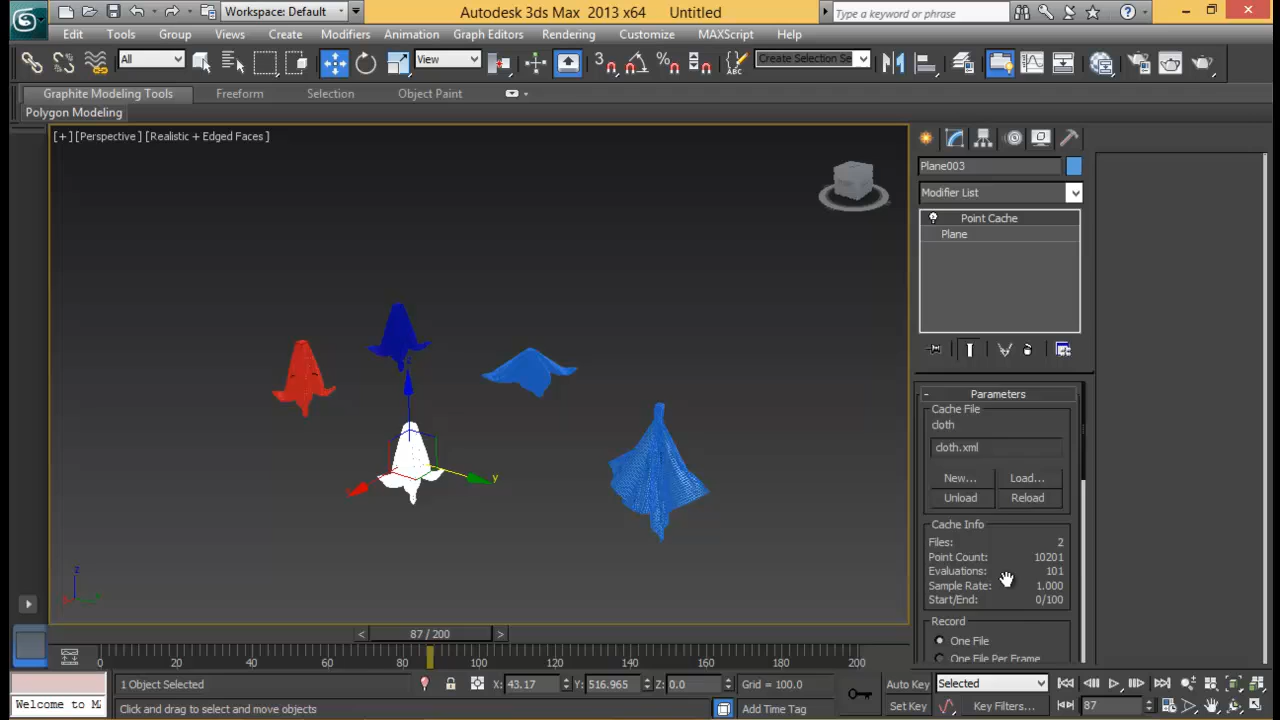 Workspace: Default
Autodesk 3ds Max 2013 x64 Untitled
Type a keyword or phrase
Edit Tools Group Views Create Modifiers Animation Graph Editors Rendering Customize MAXScript Help
All
View
3
Create Selection Se
Graphite Modeling Tools Freeform Selection Object Paint
Polygon Modeling
[+] [Perspective] [Realistic + Edged Faces]
Plane003
Modifier List
Point Cache
Plane
- Parameters
Cache File
cloth
cloth.xml
New... Load...
Unload Reload
Cache Info
Files: 2
Point Count: 10201
Evaluations: 101
Sample Rate: 1.000
Start/End: 0/100
Record
One File
One File Per Frame
y
z
< 87 / 200 >
0 20 40 60 80 100 120 140 160 180 200
1 Object Selected X: 43.17 Y: 516.965 Z: 0.0 Grid = 100.0 Auto Key Selected
Welcome to MA Click and drag to select and move objects Add Time Tag Set Key Key Filters... 87